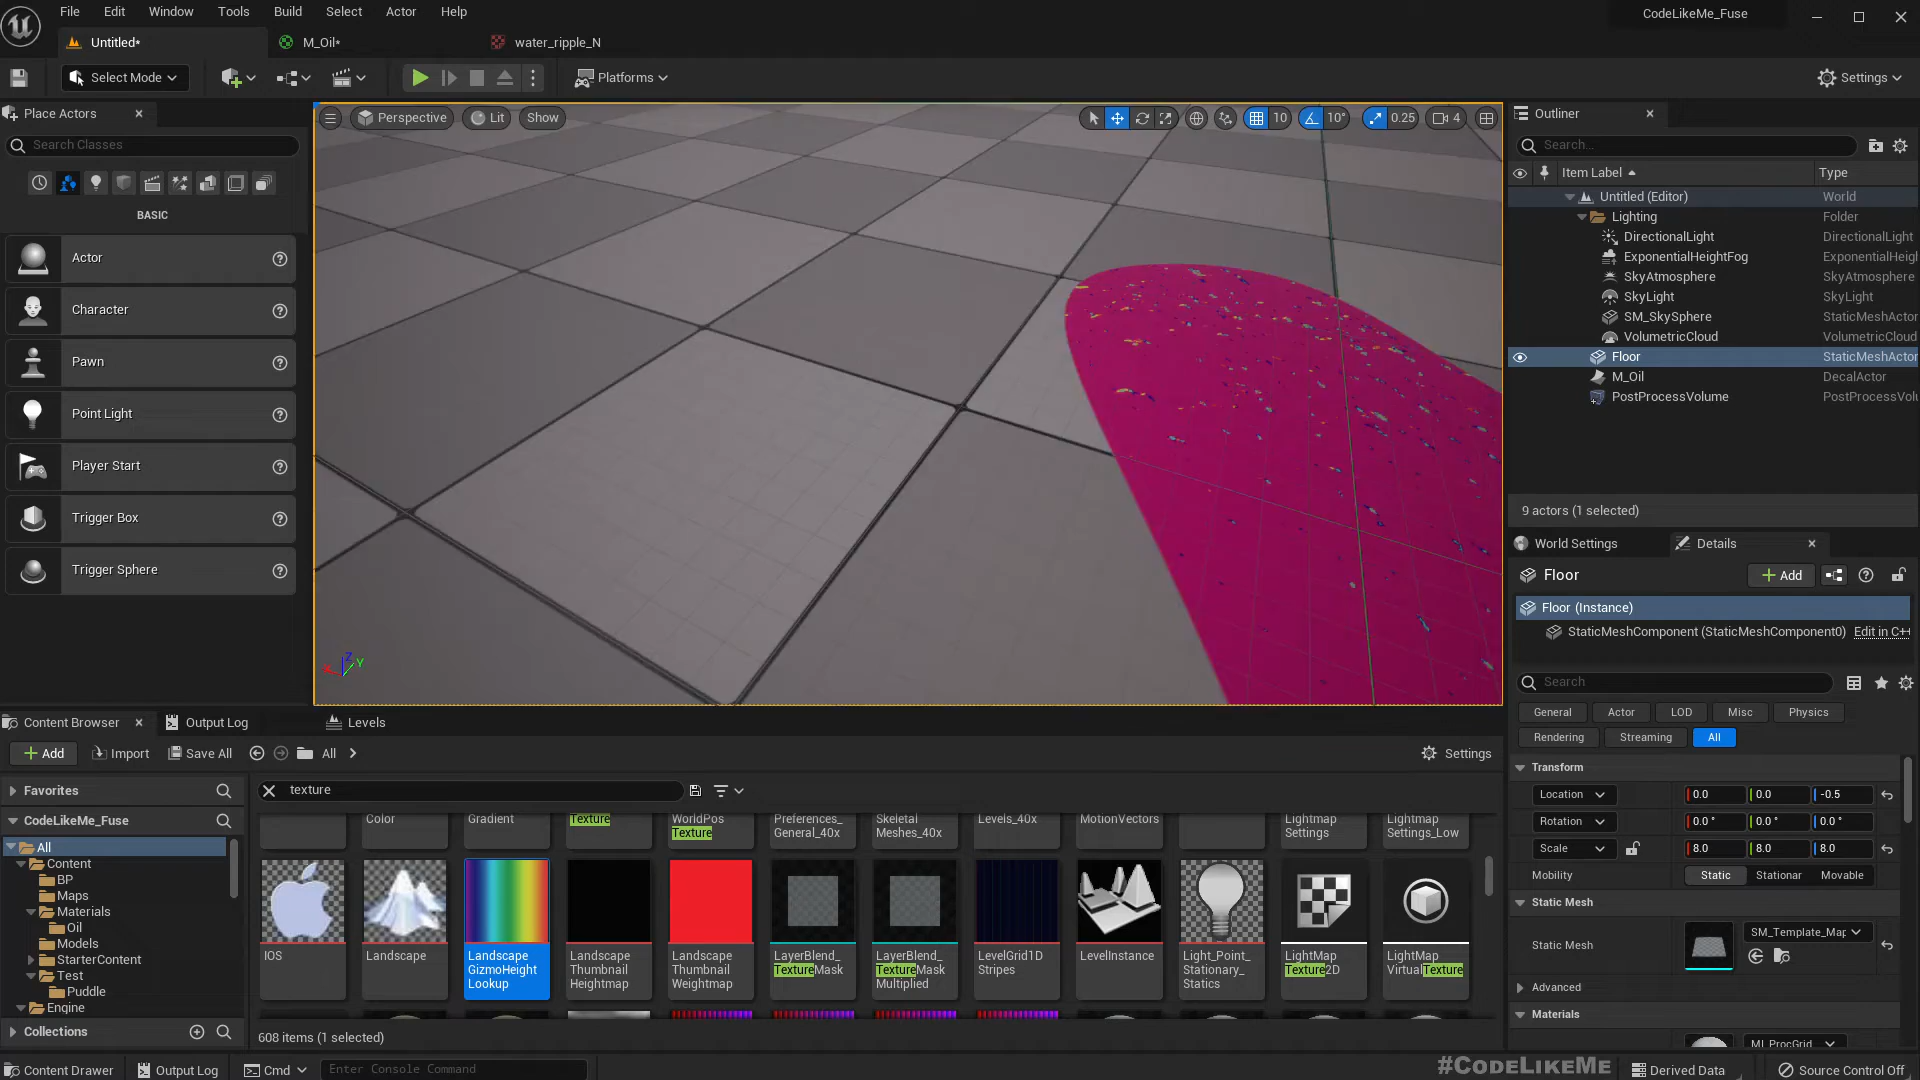 File Edit Window Tools Build Select Actor Help
CodeLikeMe_Fuse
Untitled*
M_Oil*
water_ripple_N
Select Mode
Platforms
Settings
Place Actors
Search Classes
BASIC
Actor
Character
Pawn
Point Light
Player Start
Trigger Box
Trigger Sphere
Perspective
Lit
Show
10
10°
0.25
4
X Z Y
Outliner
Search...
Item Label
Type
Untitled (Editor) World
Lighting Folder
DirectionalLight DirectionalLight
ExponentialHeightFog ExponentialHeigl
SkyAtmosphere SkyAtmosphere
SkyLight SkyLight
SM_SkySphere StaticMeshActor
VolumetricCloud VolumetricCloud
Floor StaticMeshActor
M_Oil DecalActor
PostProcessVolume PostProcessVolu
9 actors (1 selected)
World Settings
Details
Floor
Add
Floor (Instance)
StaticMeshComponent (StaticMeshComponent0) Edit in C++
Search
General Actor LOD Misc Physics
Rendering Streaming All
Transform
Location 0.0 0.0 -0.5
Rotation 0.0 ° 0.0 ° 0.0 °
Scale 8.0 8.0 8.0
Mobility Static Stationar Movable
Static Mesh
Static Mesh SM_Template_Map
Advanced
Materials
MI_ProcGrid
Content Browser
Output Log
Levels
Add
Import
Save All
All
Settings
Favorites
CodeLikeMe_Fuse
All
Content
BP
Maps
Materials
Oil
Models
StarterContent
Test
Puddle
Engine
Collections
texture
Color
Gradient
Texture
WorldPos
Texture
Preferences_
General_40x
Skeletal
Meshes_40x
Levels_40x
MotionVectors
Lightmap
Settings
Lightmap
Settings_Low
IOS
Landscape
Landscape
GizmoHeight
Lookup
Landscape
Thumbnail
Heightmap
Landscape
Thumbnail
Weightmap
LayerBlend_
TextureMask
LayerBlend_
TextureMask
Multiplied
LevelGrid1D
Stripes
LevelInstance
Light_Point_
Stationary_
Statics
LightMap
Texture2D
LightMap
VirtualTexture
608 items (1 selected)
Content Drawer
Output Log
Cmd
Enter Console Command
#CodeLikeMe
Derived Data
Source Control Off